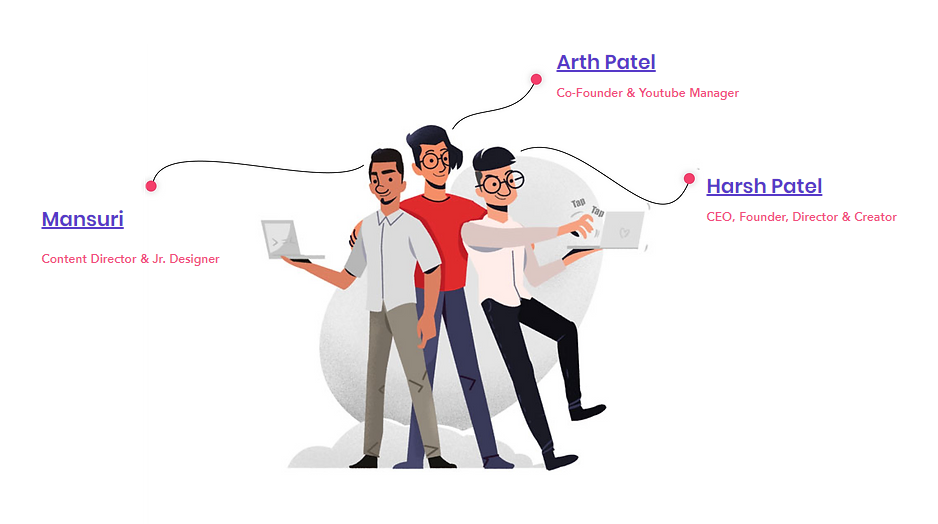 Arth Patel
Co-Founder & Youtube Manager
Harsh Patel
CEO, Founder, Director & Creator
Mansuri
Content Director & Jr. Designer
Tap
Tap